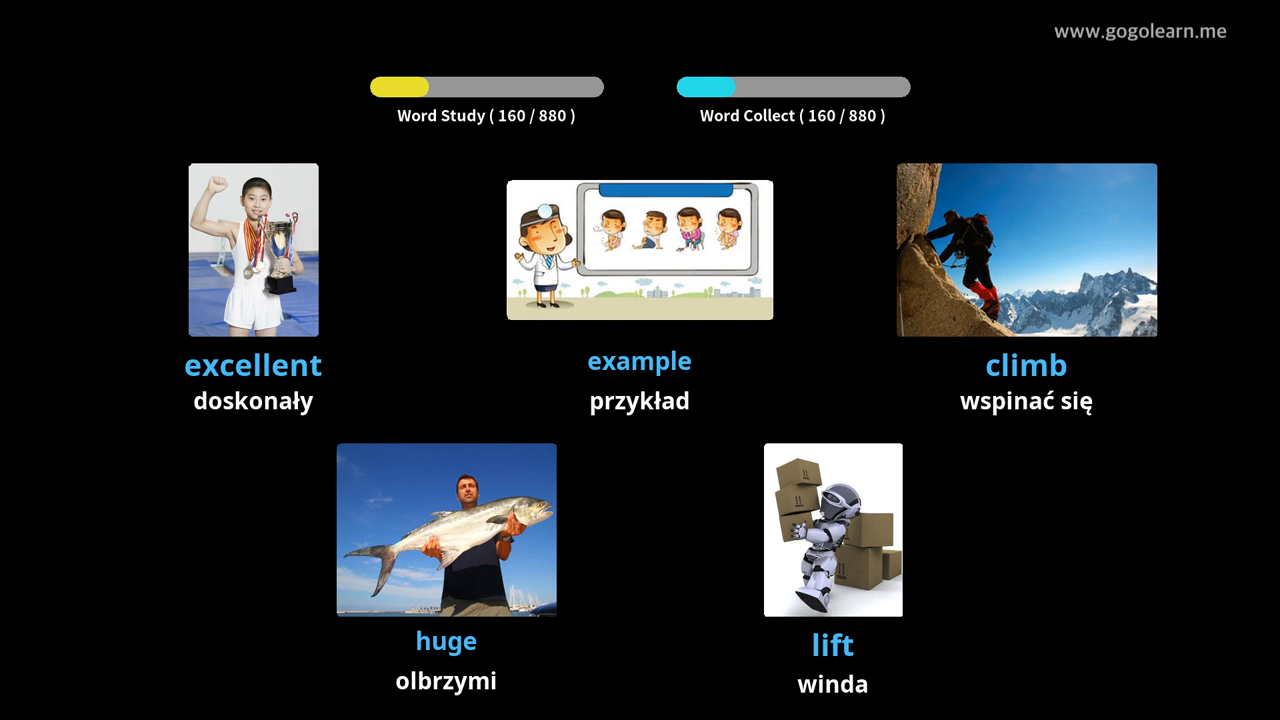 www.gogolearn.me
Word Study ( 160 / 880 )
Word Collect ( 160 / 880 )
excellent
doskonały
example
przykład
climb
wspinać się
huge
olbrzymi
lift
winda